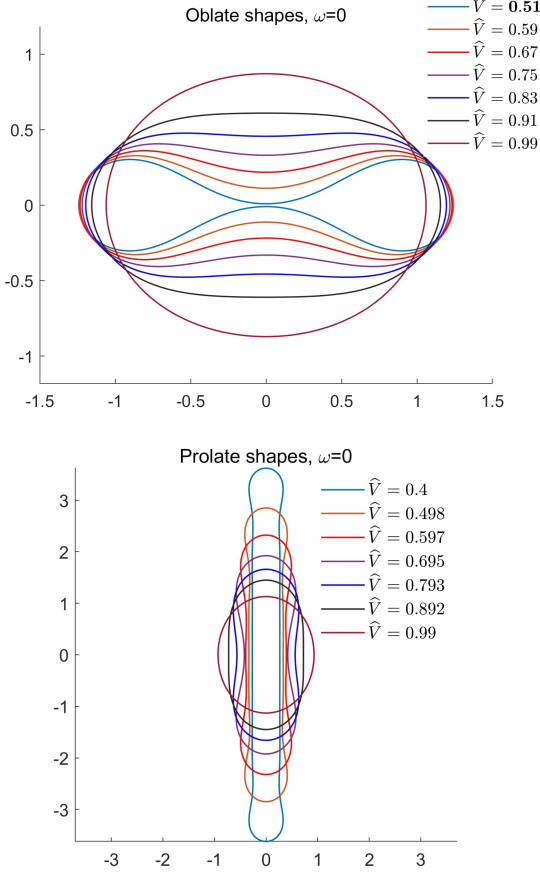 Oblate shapes, ω=0
V = 0.51
V̂ = 0.59
V̂ = 0.67
V̂ = 0.75
V̂ = 0.83
V̂ = 0.91
V̂ = 0.99
1
0.5
0
-0.5
-1
-1.5 -1 -0.5 0 0.5 1 1.5
Prolate shapes, ω=0
V̂ = 0.4
V̂ = 0.498
V̂ = 0.597
V̂ = 0.695
V̂ = 0.793
V̂ = 0.892
V̂ = 0.99
3
2
1
0
-1
-2
-3
-3 -2 -1 0 1 2 3